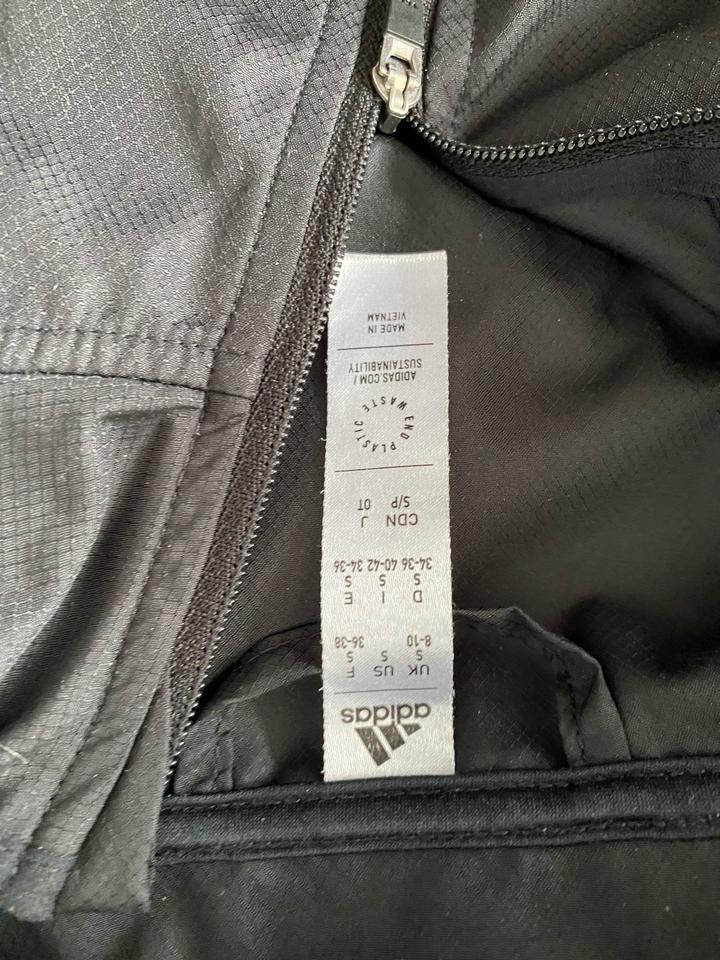 adidas
UK US F
S S S
8-10 36-38
D I E
S S S
34-36 40-42 34-36
CDN J
S/P OT
END PLASTIC WASTE
ADIDAS.COM/
SUSTAINABILITY
MADE IN
VIETNAM